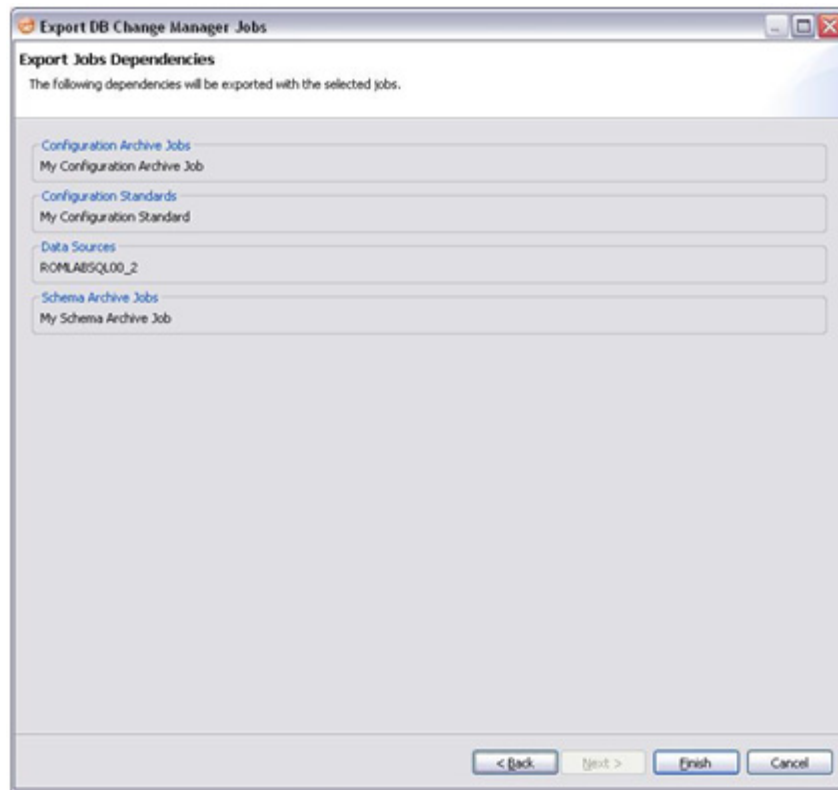 Export DB Change Manager Jobs
Export Jobs Dependencies
The following dependencies will be exported with the selected jobs.
Configuration Archive Jobs
My Configuration Archive Job
Configuration Standards
My Configuration Standard
Data Sources
ROMLABSQL00_2
Schema Archive Jobs
My Schema Archive Job
< Back Next > Finish Cancel